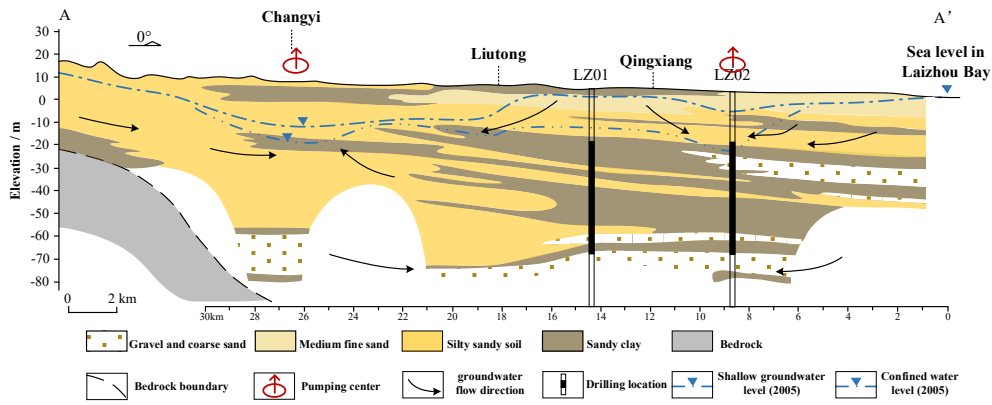 A
Changyi
A'
0°
Liutong
Qingxiang
LZ01
LZ02
Sea level in
Laizhou Bay
Elevation / m
30
20
10
0
-10
-20
-30
-40
-50
-60
-70
-80
0 2 km
30km 28 26 24 22 20 18 16 14 12 10 8 6 4 2 0
Gravel and coarse sand Medium fine sand Silty sandy soil Sandy clay Bedrock
Bedrock boundary
Pumping center
groundwater
flow direction
Drilling location
Shallow groundwater
level (2005)
Confined water
level (2005)